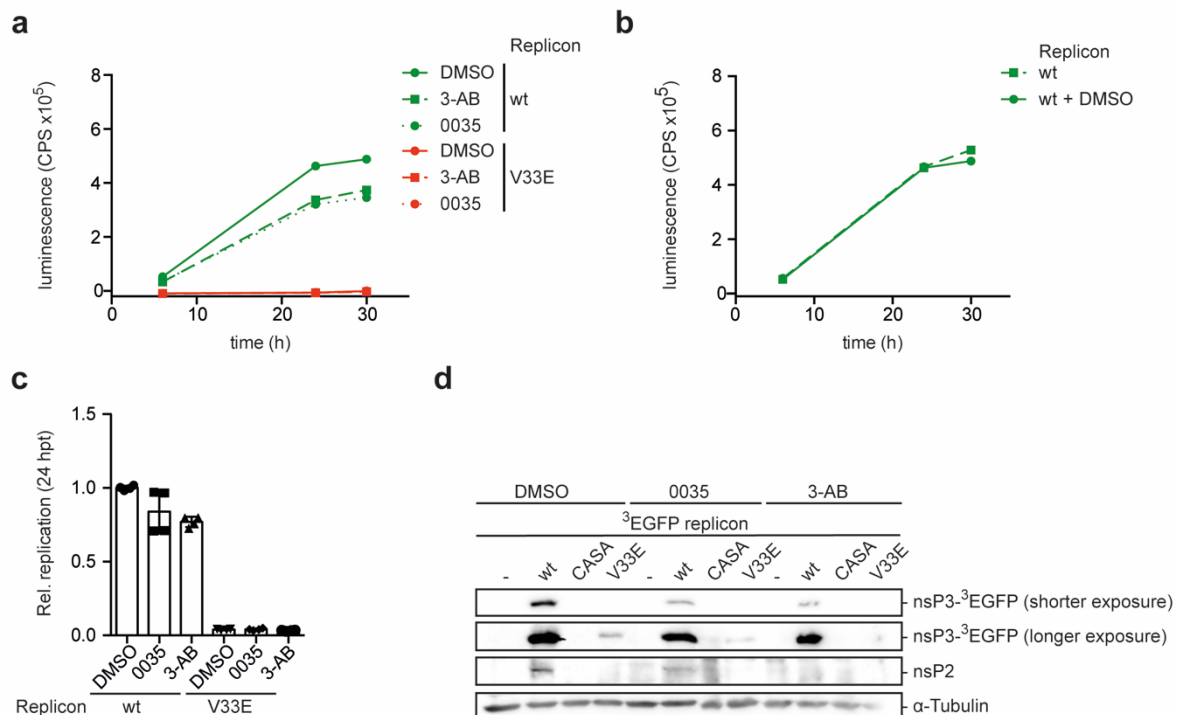 a
Replicon
DMSO
3-AB
0035
wt
DMSO
3-AB
0035
V33E
luminescence (CPS x10⁵)
8
6
4
2
0
0 10 20 30
time (h)
b
Replicon
wt
wt + DMSO
luminescence (CPS x10⁵)
8
6
4
2
0
0 10 20 30
time (h)
c
Rel. replication (24 hpt)
1.5
1.0
0.5
0.0
DMSO 0035 3-AB DMSO 0035 3-AB
Replicon wt V33E
d
DMSO 0035 3-AB
³EGFP replicon
- wt CASA V33E - wt CASA V33E - wt CASA V33E
nsP3-³EGFP (shorter exposure)
nsP3-³EGFP (longer exposure)
nsP2
α-Tubulin